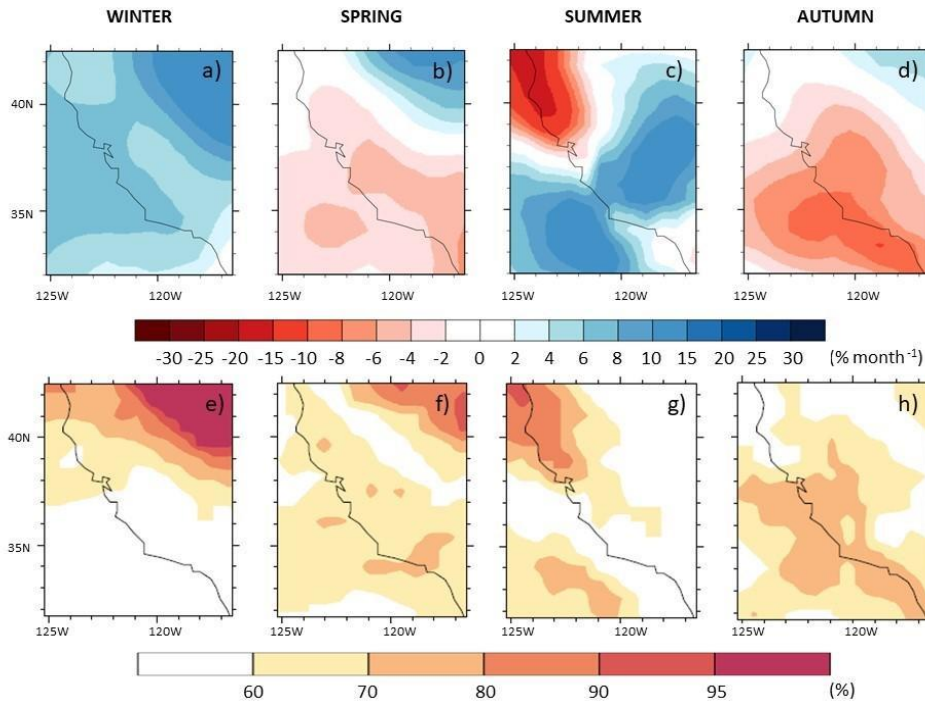 WINTER SPRING SUMMER AUTUMN
a) b) c) d)
40N
35N
125W 120W 125W 120W 125W 120W 125W 120W
-30 -25 -20 -15 -10 -8 -6 -4 -2 0 2 4 6 8 10 15 20 25 30 (% month⁻¹)
e) f) g) h)
40N
35N
125W 120W 125W 120W 125W 120W 125W 120W
60 70 80 90 95 (%)